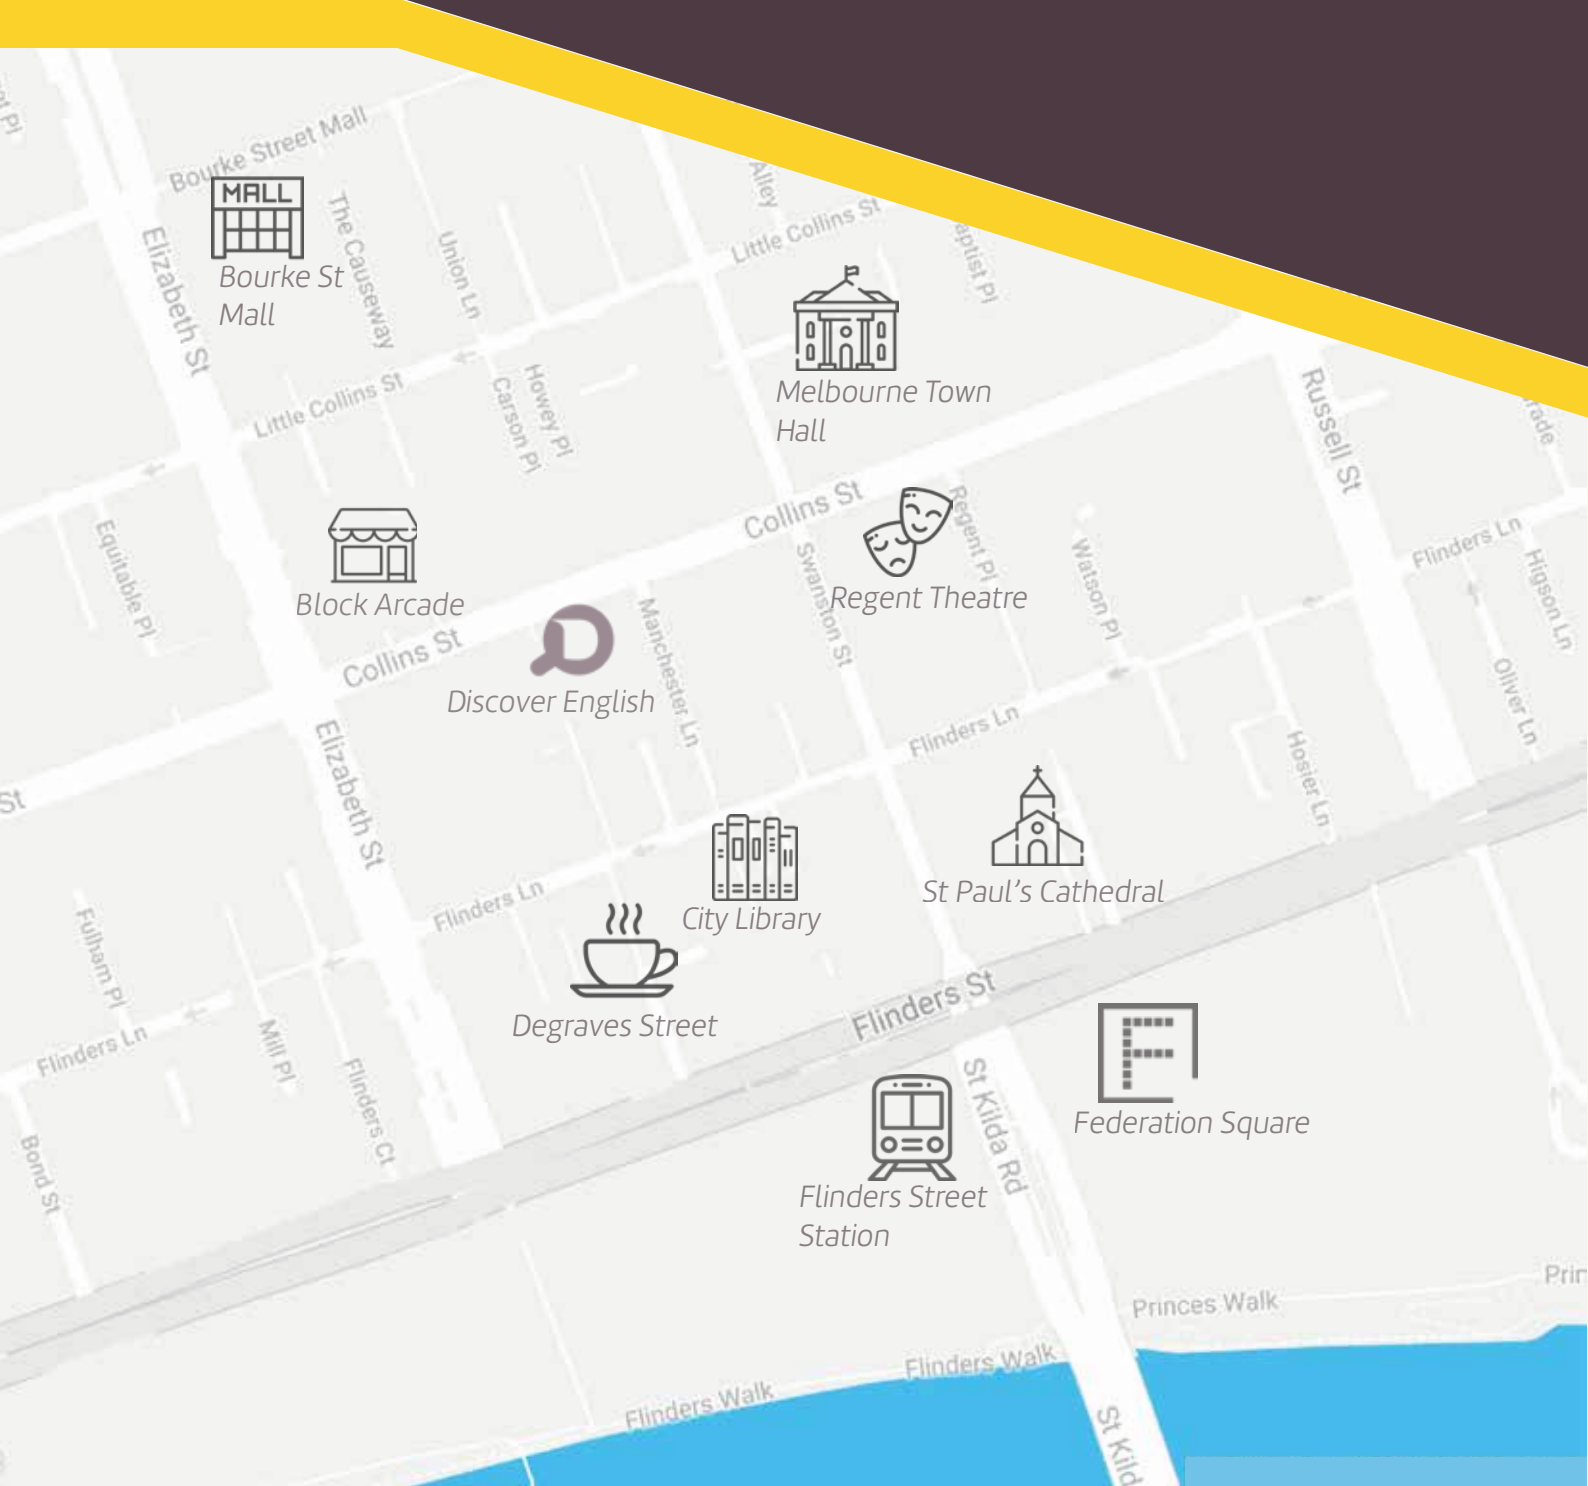 Bourke Street Mall
MALL
Bourke St
Mall
The Causeway
Union Ln
Alley
Little Collins St
Elizabeth St
Melbourne Town
Hall
Little Collins St
Howey Pl
Carson Pl
Russell St
Collins St
Regent Pl
Regent Theatre
Swanston St
Watson Pl
Flinders Ln
Higson Ln
Oliver Ln
Equitable Pl
Block Arcade
Collins St
Discover English
Manchester Ln
Flinders Ln
Hosier Ln
St
Elizabeth St
St Paul's Cathedral
City Library
Flinders Ln
Degraves Street
Fulham Pl
Flinders Ln
Mill Pl
Flinders Ct
Bond St
Flinders St
St Kilda Rd
F
Federation Square
Flinders Street
Station
Princes Walk
Flinders Walk
Flinders Walk